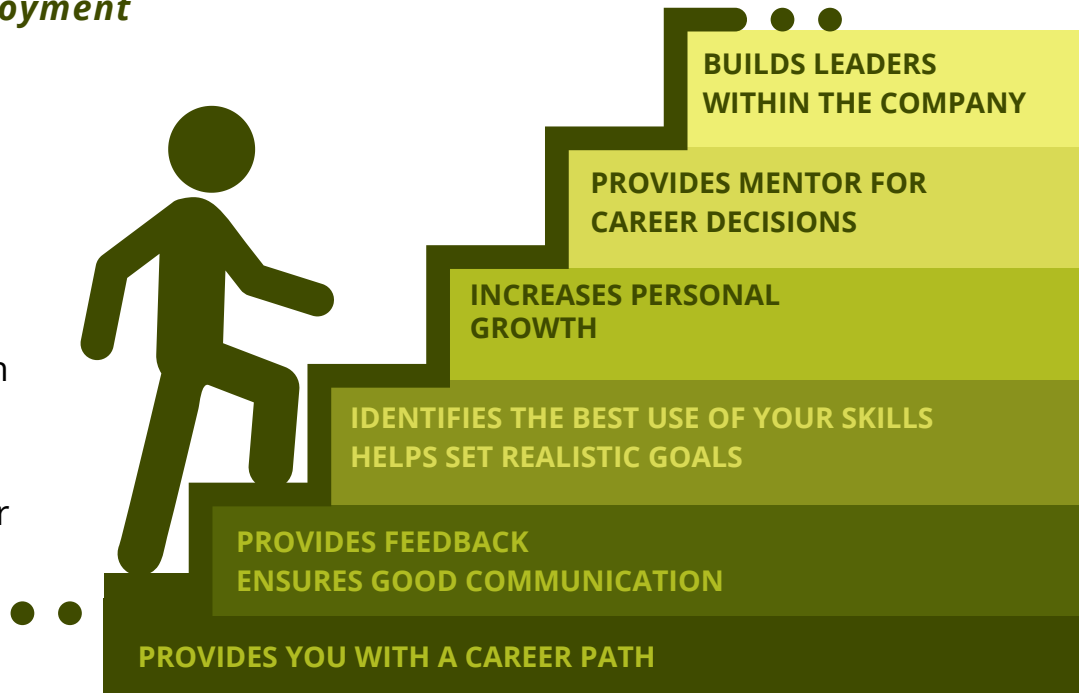 oyment
BUILDS LEADERS
WITHIN THE COMPANY
PROVIDES MENTOR FOR
CAREER DECISIONS
INCREASES PERSONAL
GROWTH
n
IDENTIFIES THE BEST USE OF YOUR SKILLS
HELPS SET REALISTIC GOALS
r
PROVIDES FEEDBACK
ENSURES GOOD COMMUNICATION
PROVIDES YOU WITH A CAREER PATH